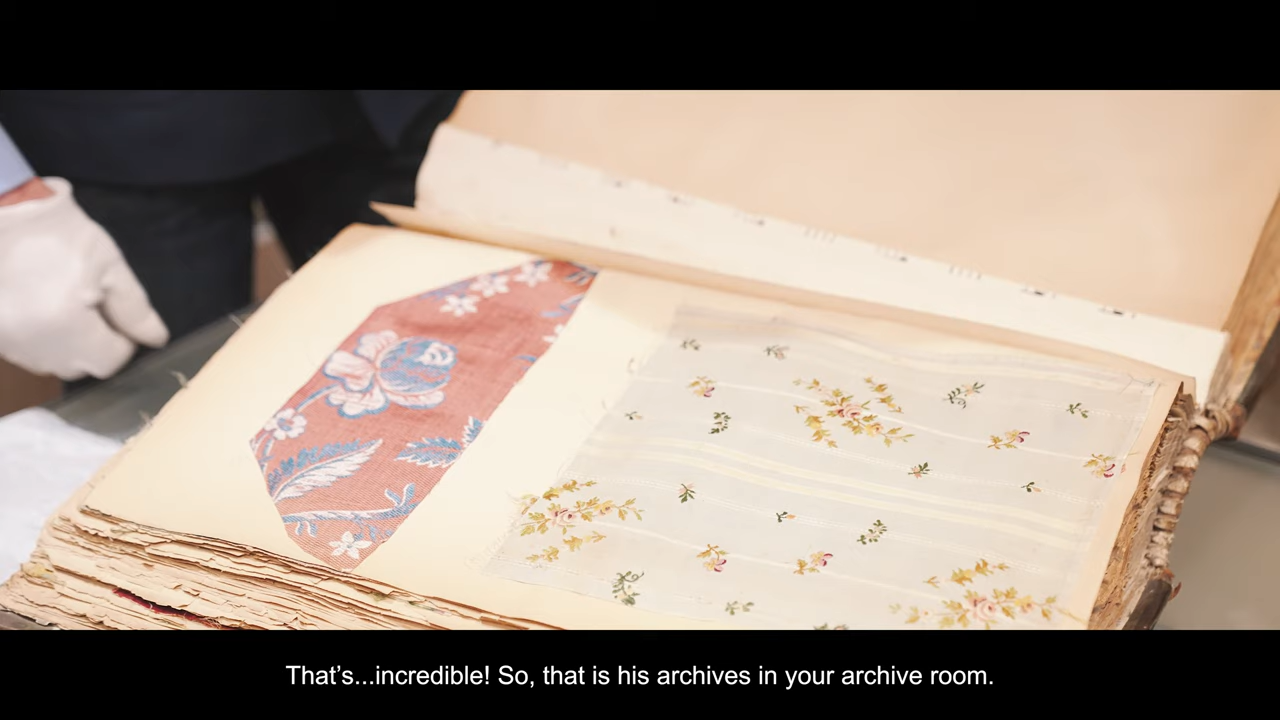 That’s...incredible! So, that is his archives in your archive room.